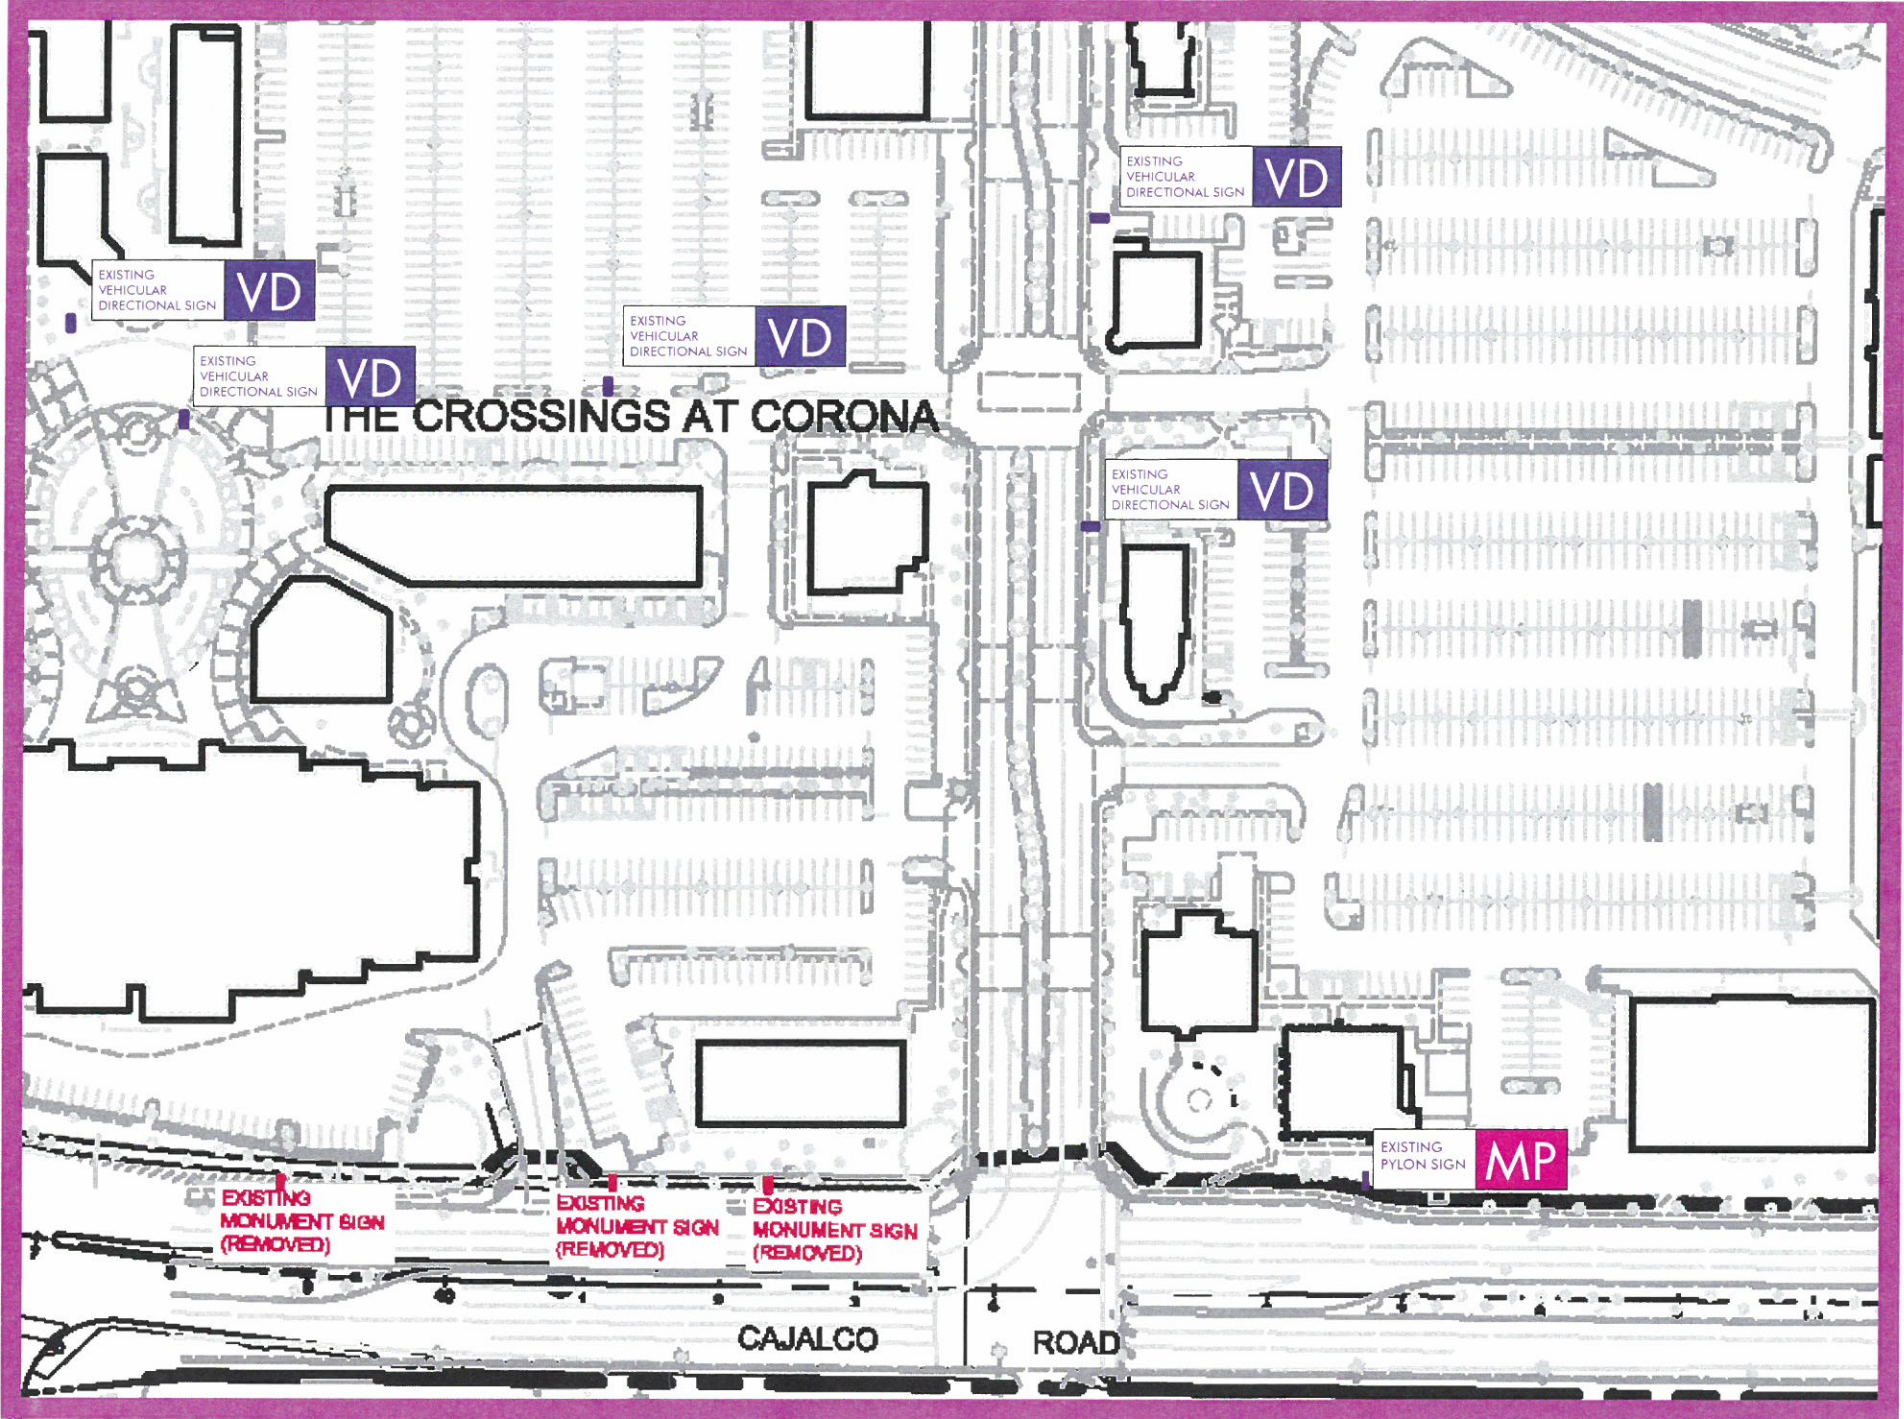 EXISTING
VEHICULAR
DIRECTIONAL SIGN
VD
EXISTING
VEHICULAR
DIRECTIONAL SIGN
VD
EXISTING
VEHICULAR
DIRECTIONAL SIGN
VD
EXISTING
VEHICULAR
DIRECTIONAL SIGN
VD
THE CROSSINGS AT CORONA
EXISTING
VEHICULAR
DIRECTIONAL SIGN
VD
EXISTING
PYLON SIGN
MP
EXISTING
MONUMENT SIGN
(REMOVED)
EXISTING
MONUMENT SIGN
(REMOVED)
EXISTING
MONUMENT SIGN
(REMOVED)
CAJALCO ROAD